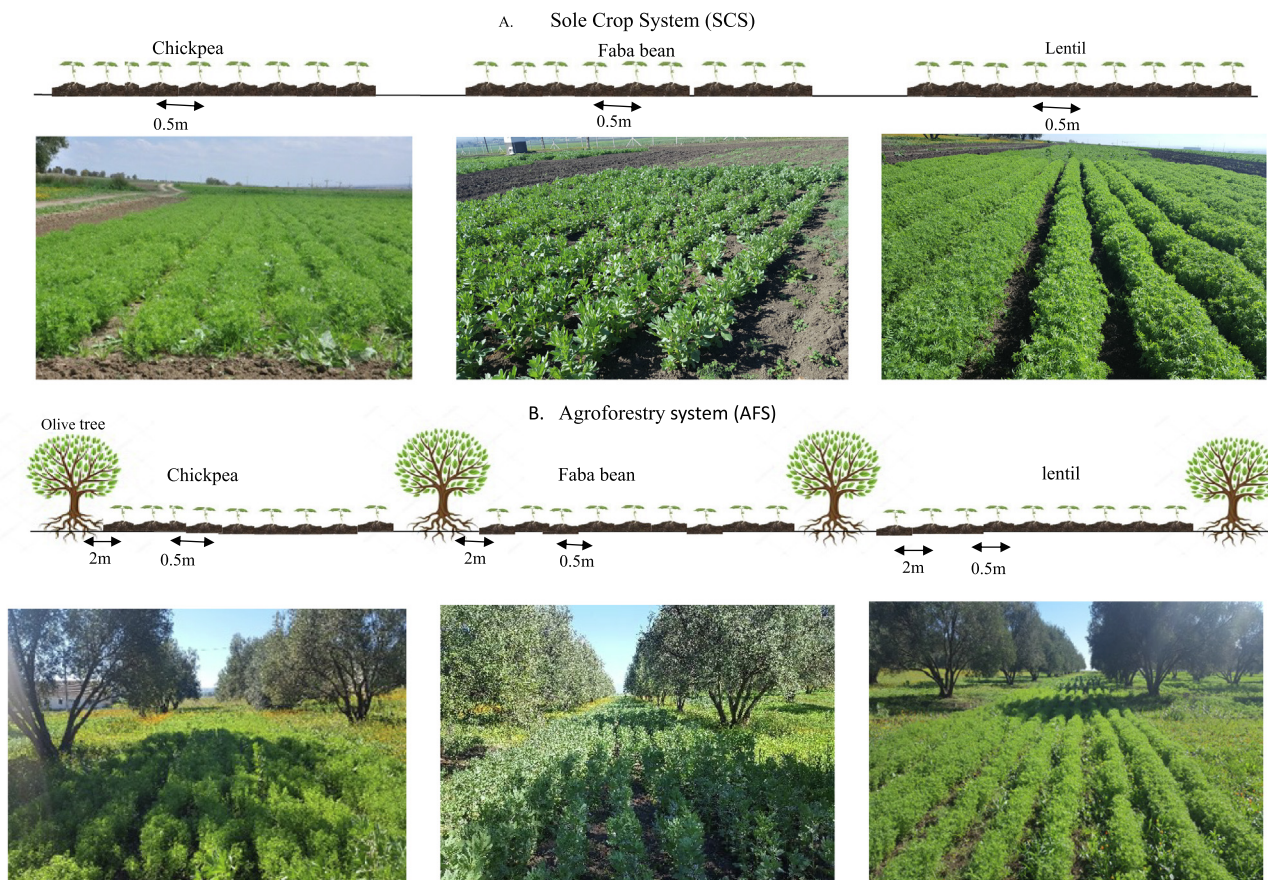 A. Sole Crop System (SCS)
Chickpea
Faba bean
Lentil
0.5m
0.5m
0.5m
B. Agroforestry system (AFS)
Olive tree
Chickpea
Faba bean
lentil
2m
0.5m
2m
0.5m
2m
0.5m